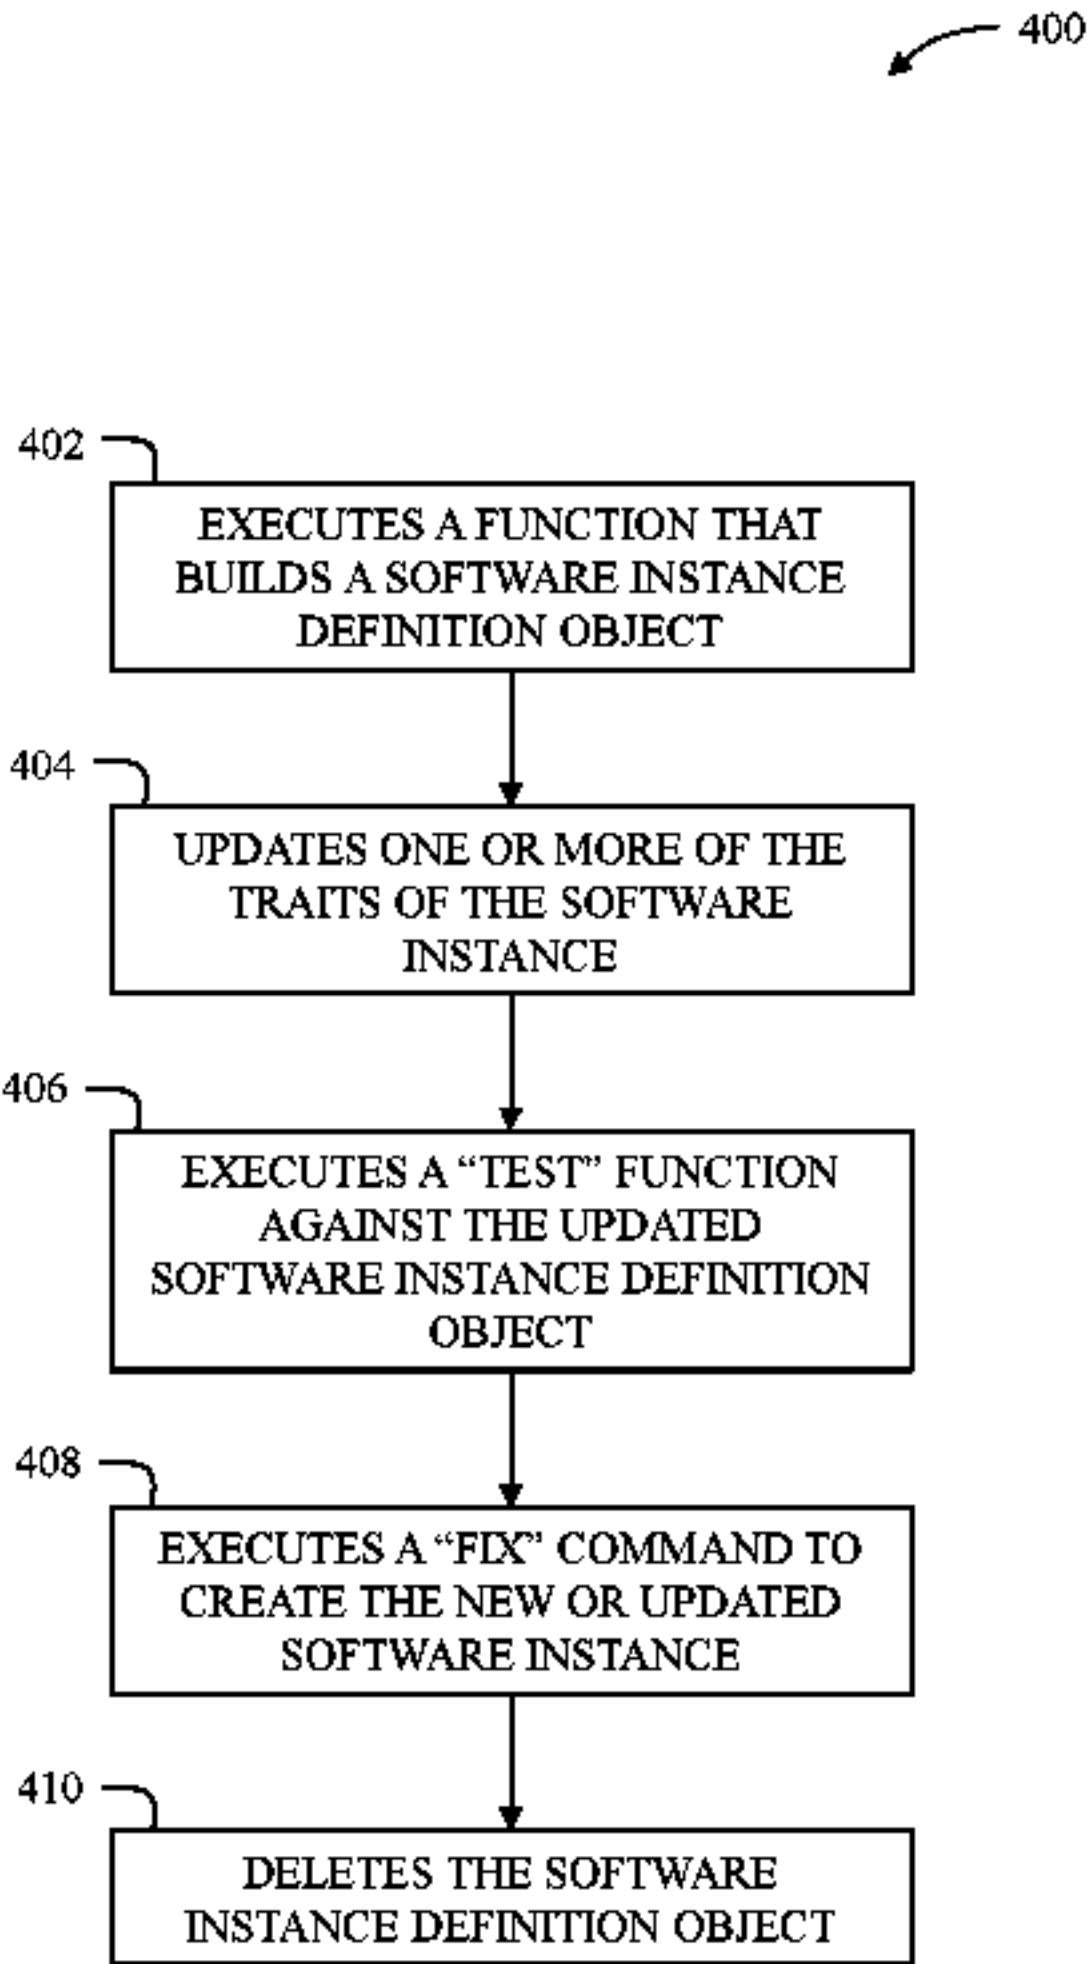 400
402
EXECUTES A FUNCTION THAT
BUILDS A SOFTWARE INSTANCE
DEFINITION OBJECT
404
UPDATES ONE OR MORE OF THE
TRAITS OF THE SOFTWARE
INSTANCE
406
EXECUTES A “TEST” FUNCTION
AGAINST THE UPDATED
SOFTWARE INSTANCE DEFINITION
OBJECT
408
EXECUTES A “FIX” COMMAND TO
CREATE THE NEW OR UPDATED
SOFTWARE INSTANCE
410
DELETES THE SOFTWARE
INSTANCE DEFINITION OBJECT